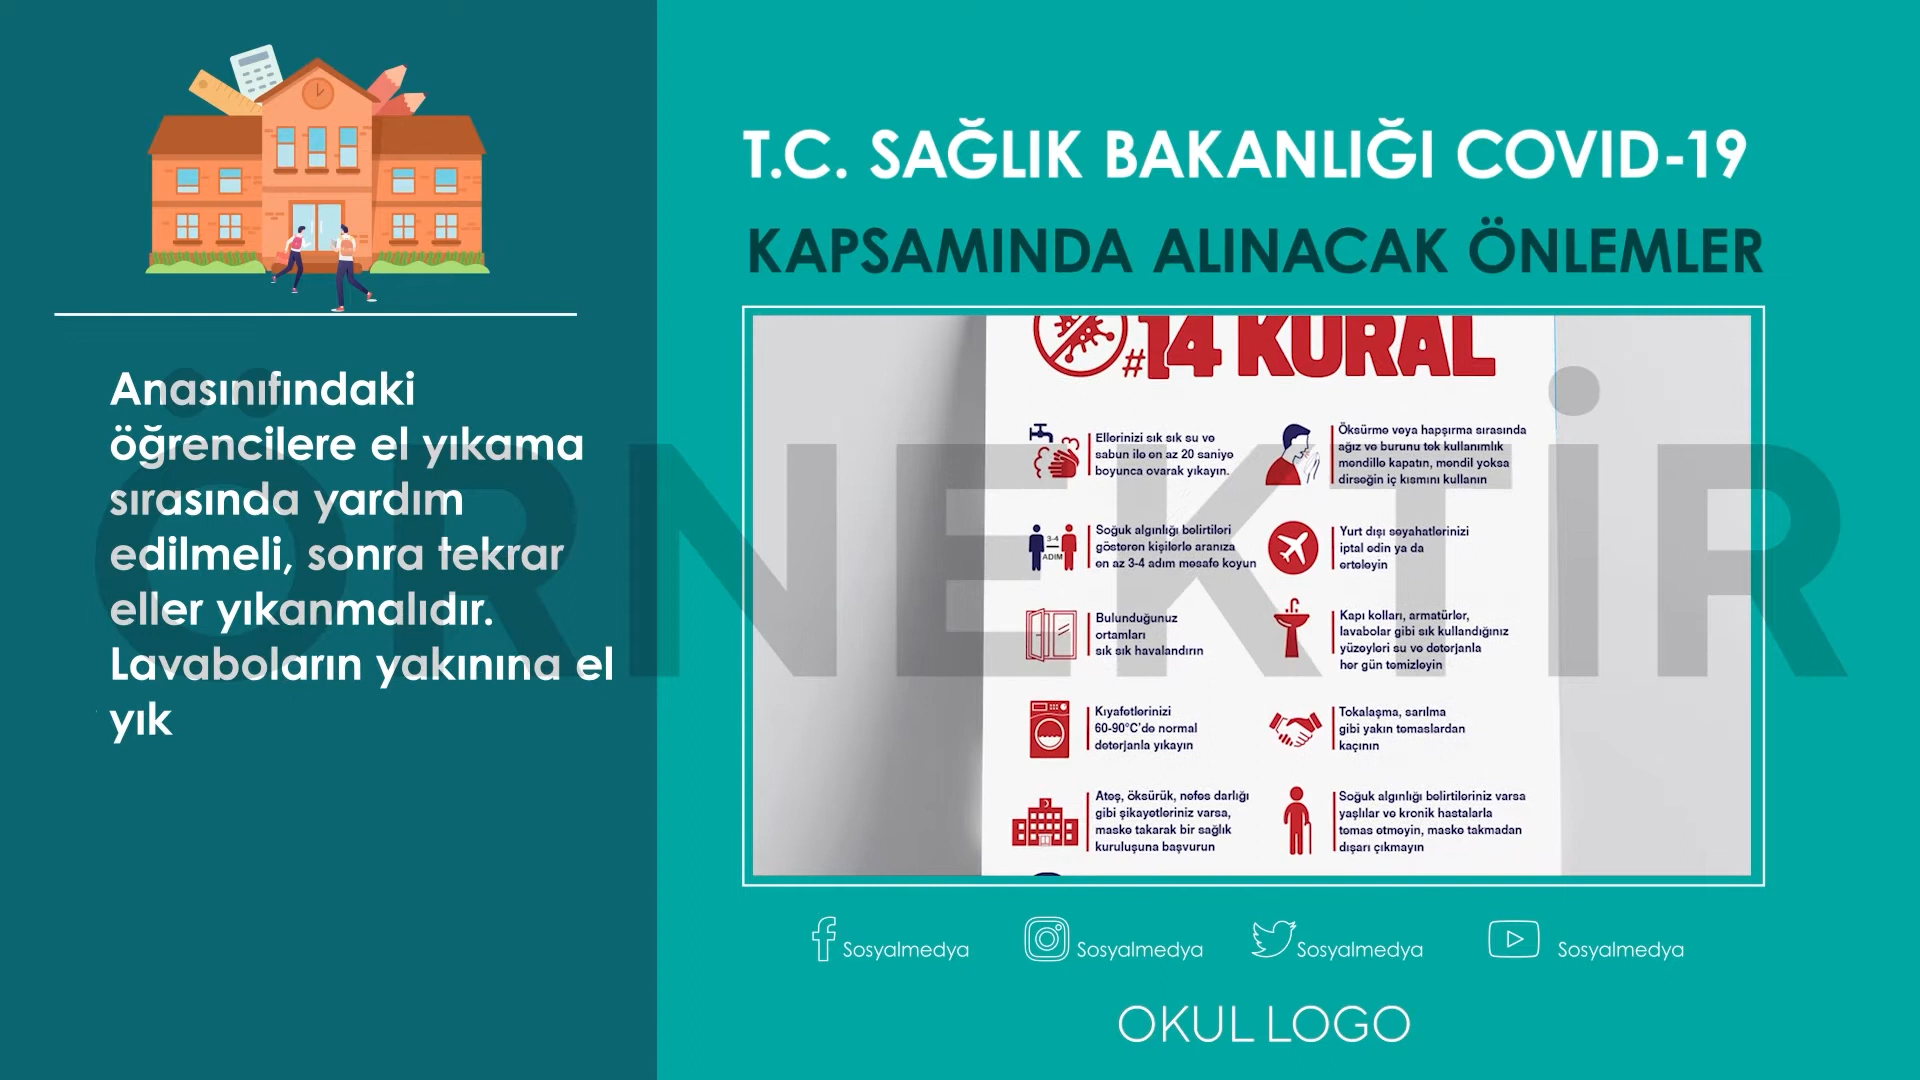 Anasınıfındaki
öğrencilere el yıkama
sırasında yardım
edilmeli, sonra tekrar
eller yıkanmalıdır.
Lavaboların yakınına el
yık
T.C. SAĞLIK BAKANLIĞI COVID-19
KAPSAMINDA ALINACAK ÖNLEMLER
#14 KURAL
Ellerinizi sık sık su ve
sabun ile en az 20 saniye
boyunca ovarak yıkayın.
Öksürme veya hapşırma sırasında
ağız ve burunu tek kullanımlık
mendille kapatın, mendil yoksa
dirseğin iç kısmını kullanın
3-4
ADIM
Soğuk algınlığı belirtileri
gösteren kişilerle aranıza
en az 3-4 adım mesafe koyun
Yurt dışı seyahatlerinizi
iptal edin ya da
erteleyin
Bulunduğunuz
ortamları
sık sık havalandırın
Kapı kolları, armatürler,
lavabolar gibi sık kullandığınız
yüzeyleri su ve deterjanla
her gün temizleyin
Kıyafetlerinizi
60-90°C'de normal
deterjanla yıkayın
Tokalaşma, sarılma
gibi yakın temaslardan
kaçının
Ateş, öksürük, nefes darlığı
gibi şikayetleriniz varsa,
maske takarak bir sağlık
kuruluşuna başvurun
Soğuk algınlığı belirtileriniz varsa
yaşlılar ve kronik hastalarla
temas etmeyin, maske takmadan
dışarı çıkmayın
ÖRNEKTİR
Sosyalmedya
Sosyalmedya
Sosyalmedya
Sosyalmedya
OKUL LOGO